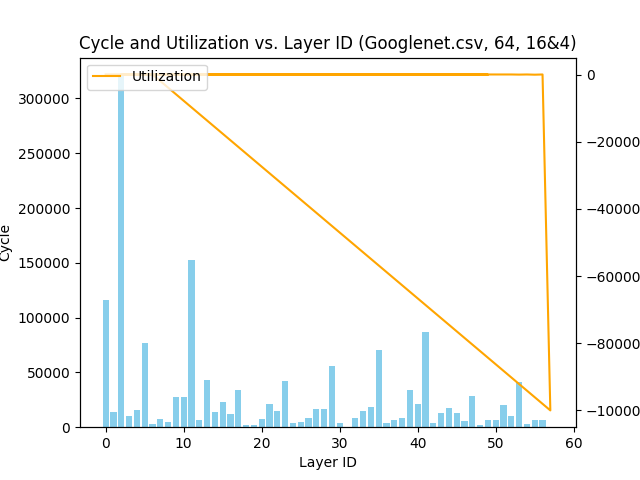 Cycle and Utilization vs. Layer ID (Googlenet.csv, 64, 16&4)
Utilization
300000
250000
200000
150000
100000
50000
0
Cycle
0
−20000
−40000
−60000
−80000
−100000
0 10 20 30 40 50 60
Layer ID